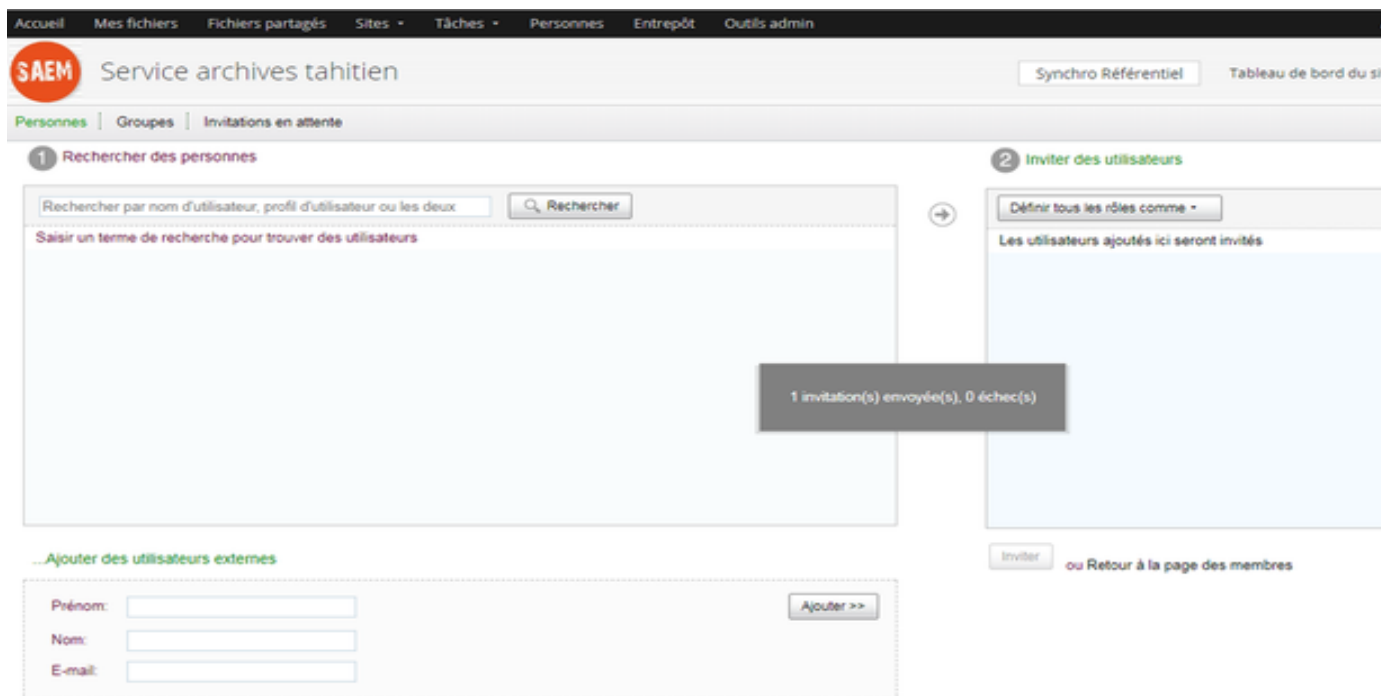 Accueil Mes fichiers Fichiers partagés Sites Tâches Personnes Entrepôt Outils admin
SAEM Service archives tahitien Synchro Référentiel Tableau de bord du si
Personnes Groupes Invitations en attente
1 Rechercher des personnes
2 Inviter des utilisateurs
Rechercher par nom d'utilisateur, profil d'utilisateur ou les deux Rechercher
Définir tous les rôles comme
Saisir un terme de recherche pour trouver des utilisateurs
Les utilisateurs ajoutés ici seront invités
1 invitation(s) envoyée(s), 0 échec(s)
...Ajouter des utilisateurs externes
Inviter ou Retour à la page des membres
Prénom: Ajouter >>
Nom:
E-mail: